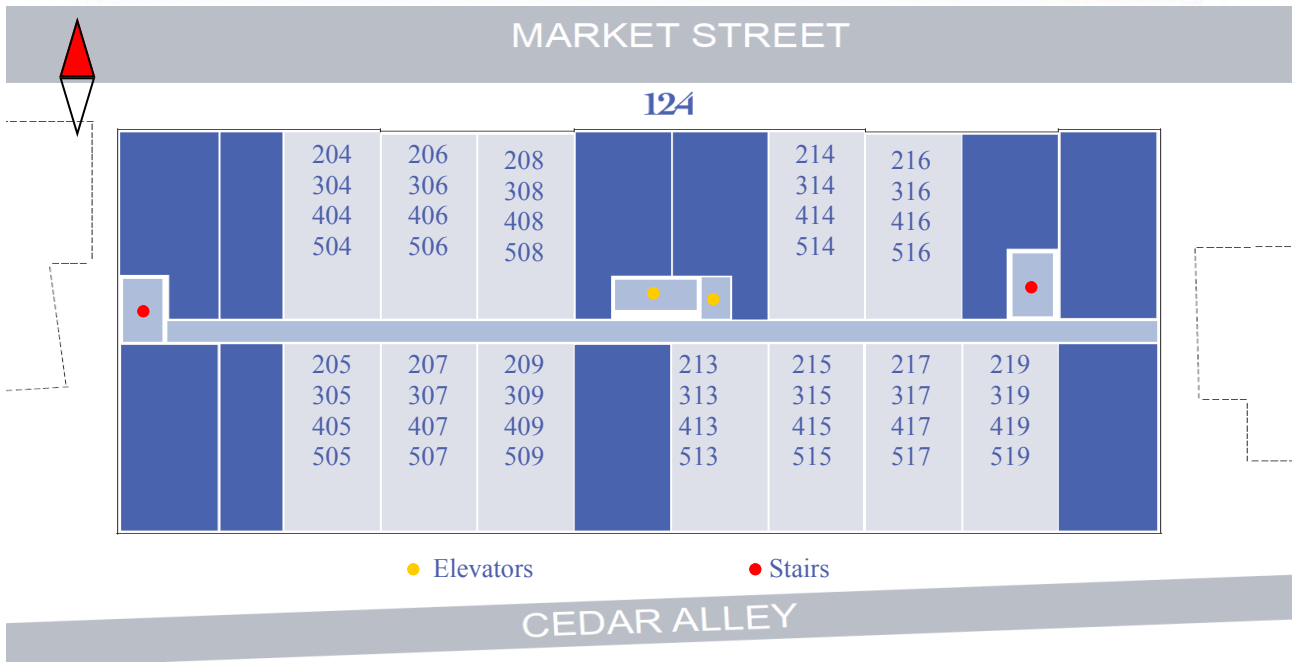 MARKET STREET
124
204 206 208 214 216
304 306 308 314 316
404 406 408 414 416
504 506 508 514 516
205 207 209 213 215 217 219
305 307 309 313 315 317 319
405 407 409 413 415 417 419
505 507 509 513 515 517 519
Elevators Stairs
CEDAR ALLEY